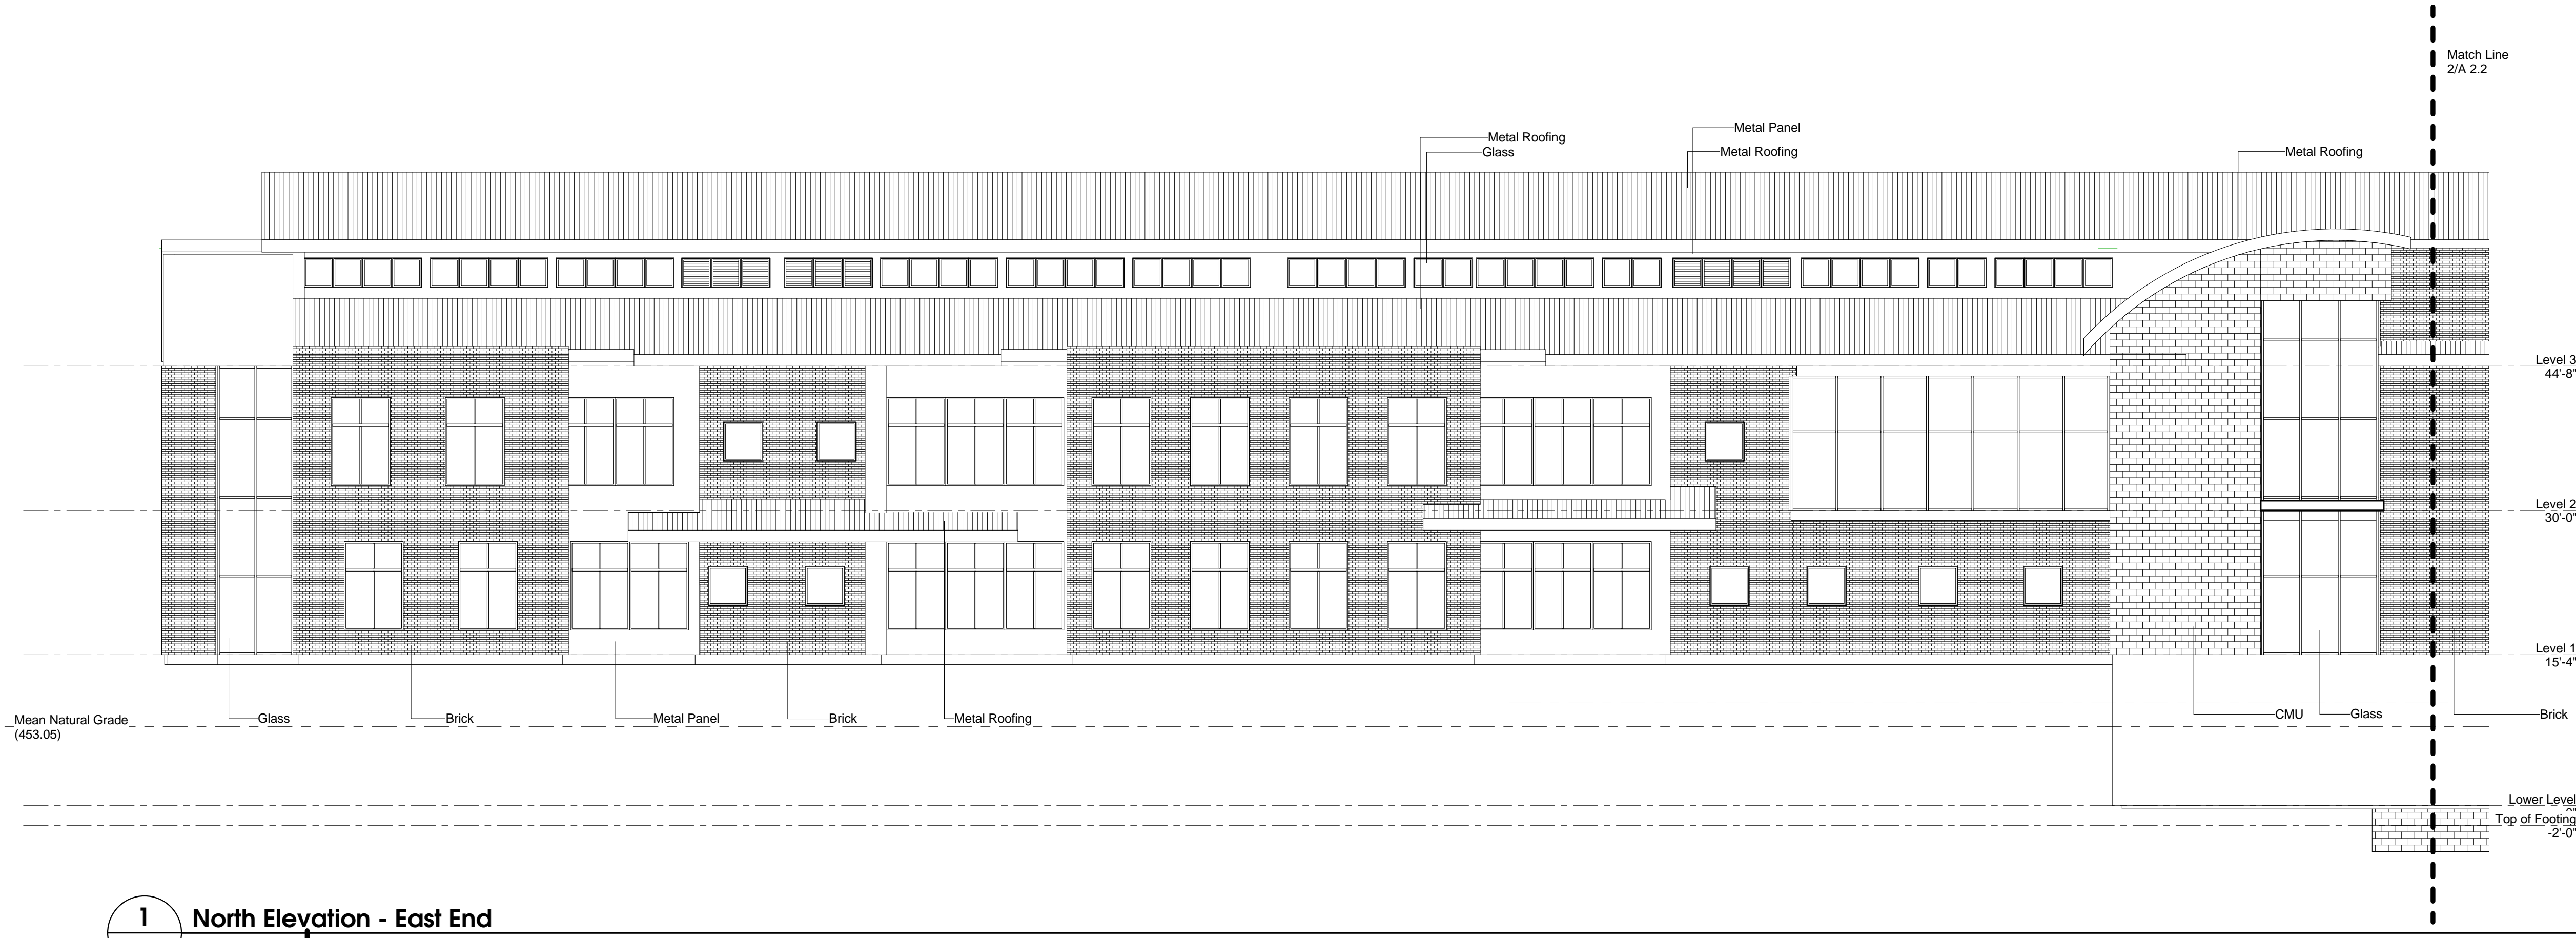 Match Line
2/A 2.2
Metal Panel
Metal Roofing
Glass
Metal Roofing
Metal Roofing
Level 3
44'-8"
Level 2
30'-0"
Level 1
15'-4"
Mean Natural Grade
(453.05)
Glass
Brick
Metal Panel
Brick
Metal Roofing
CMU
Glass
Brick
Lower Level
0"
Top of Footing
-2'-0"
1
North Elevation - East End